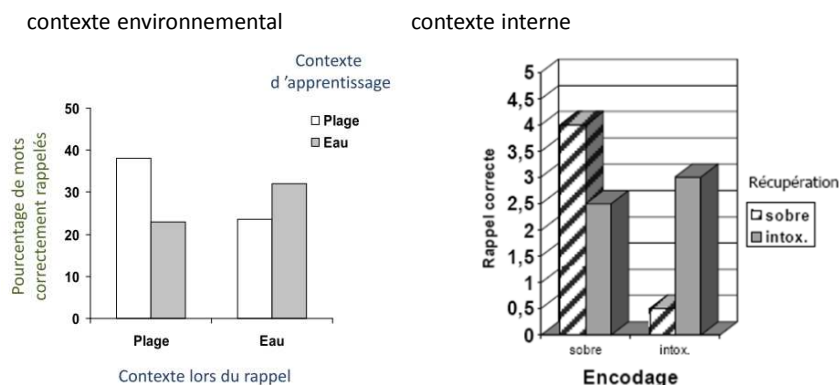 contexte environnemental
Contexte
d 'apprentissage
Plage
Eau
Pourcentage de mots
correctement rappelés
50
40
30
20
10
0
Plage Eau
Contexte lors du rappel
contexte interne
Rappel correcte
5
4,5
4
3,5
3
2,5
2
1,5
1
0,5
0
sobre intox.
Encodage
Récupération
sobre
intox.